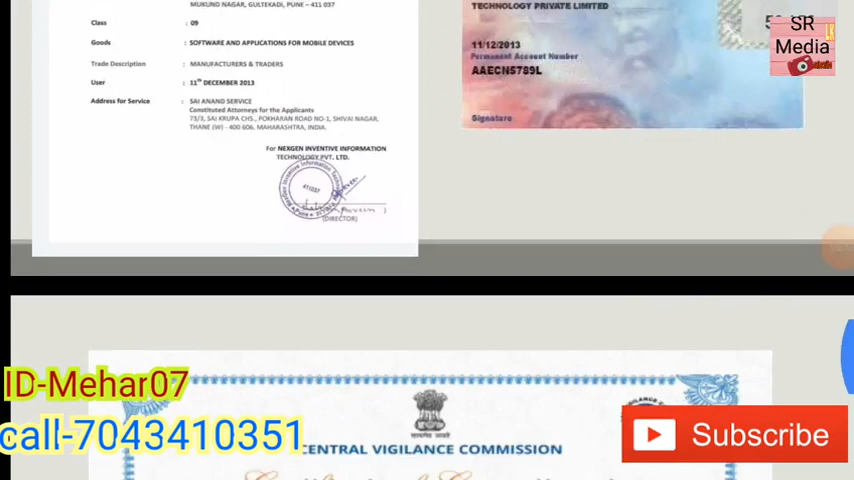 MUKUND NAGAR, GULTEKADI, PUNE - 411 037
Class : 09
Goods : SOFTWARE AND APPLICATIONS FOR MOBILE DEVICES
Trade Description : MANUFACTURERS & TRADERS
User : 11th DECEMBER 2013
Address for Service : SAI ANAND SERVICE
Constituted Attorneys for the Applicants
73/3, SAI KRUPA CHS., POKHARAN ROAD NO-1, SHIVAI NAGAR,
THANE (W) - 400 606, MAHARASHTRA, INDIA.
For NEXGEN INVENTIVE INFORMATION
TECHNOLOGY PVT. LTD.
411037
(DIRECTOR)
TECHNOLOGY PRIVATE LIMITED
11/12/2013
Permanent Account Number
AAECN5789L
Signature
SR
Media
ID-Mehar07
call-7043410351
CENTRAL VIGILANCE COMMISSION
Subscribe